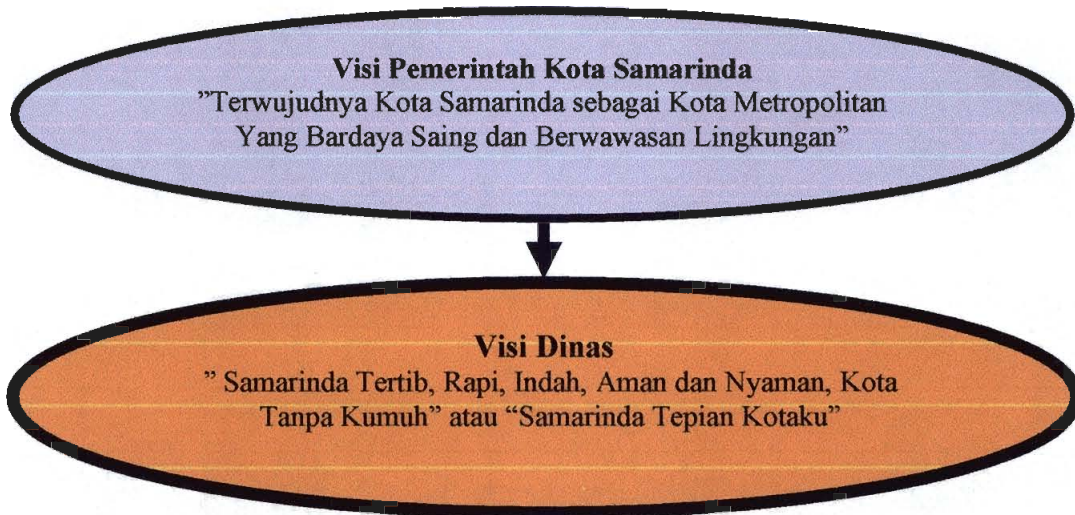 Visi Pemerintah Kota Samarinda
”Terwujudnya Kota Samarinda sebagai Kota Metropolitan
Yang Bardaya Saing dan Berwawasan Lingkungan”
Visi Dinas
” Samarinda Tertib, Rapi, Indah, Aman dan Nyaman, Kota
Tanpa Kumuh” atau “Samarinda Tepian Kotaku”